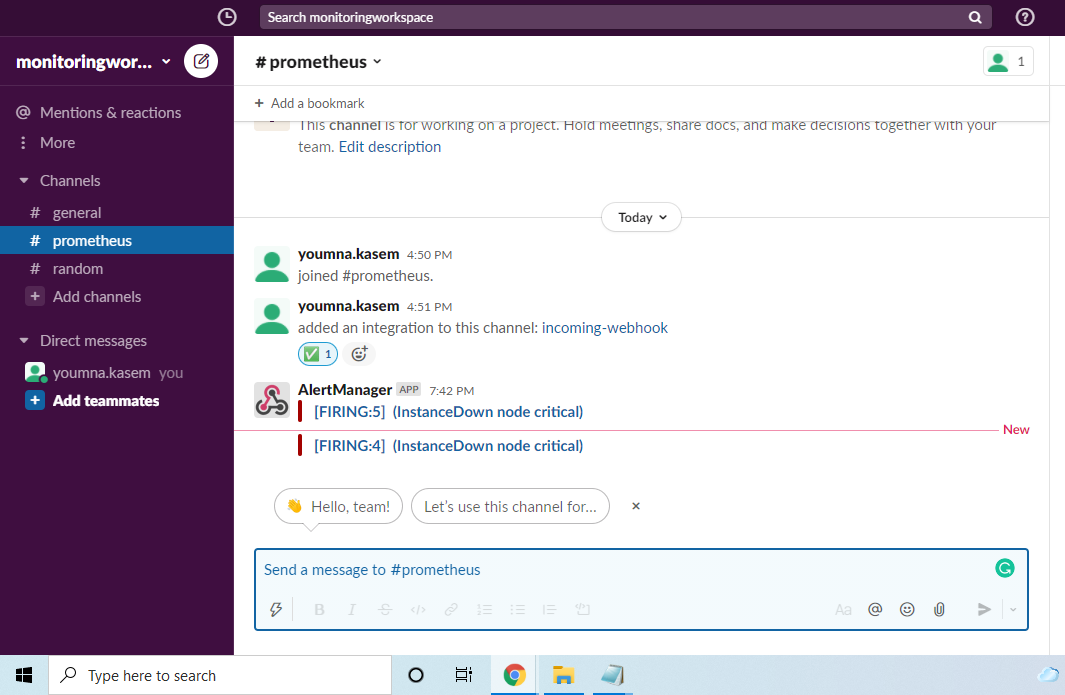 Search monitoringworkspace
monitoringwor...
# prometheus
1
+ Add a bookmark
@ Mentions & reactions
More
Channels
# general
# prometheus
# random
+ Add channels
Direct messages
youmna.kasem you
+ Add teammates
This channel is for working on a project. Hold meetings, share docs, and make decisions together with your
team. Edit description
Today
youmna.kasem 4:50 PM
joined #prometheus.
youmna.kasem 4:51 PM
added an integration to this channel: incoming-webhook
✅ 1
AlertManager APP 7:42 PM
[FIRING:5] (InstanceDown node critical)
New
[FIRING:4] (InstanceDown node critical)
👋 Hello, team!
Let's use this channel for... ×
Send a message to #prometheus
B I S </> Aa @
Type here to search